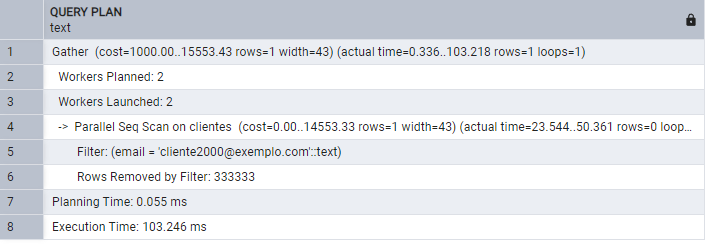 QUERY PLAN
text
1 Gather (cost=1000.00..15553.43 rows=1 width=43) (actual time=0.336..103.218 rows=1 loops=1)
2 Workers Planned: 2
3 Workers Launched: 2
4 -> Parallel Seq Scan on clientes (cost=0.00..14553.33 rows=1 width=43) (actual time=23.544..50.361 rows=0 loop...
5 Filter: (email = 'cliente2000@exemplo.com'::text)
6 Rows Removed by Filter: 333333
7 Planning Time: 0.055 ms
8 Execution Time: 103.246 ms